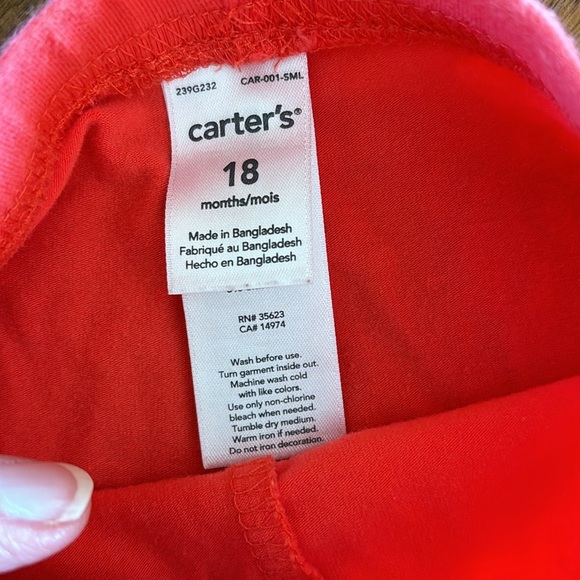 239G232 CAR-001-SML
carter's®
18
months/mois
Made in Bangladesh
Fabriqué au Bangladesh
Hecho en Bangladesh
RN# 35623
CA# 14974
Wash before use.
Turn garment inside out.
Machine wash cold
with like colors.
Use only non-chlorine
bleach when needed.
Tumble dry medium.
Warm iron if needed.
Do not iron decoration.